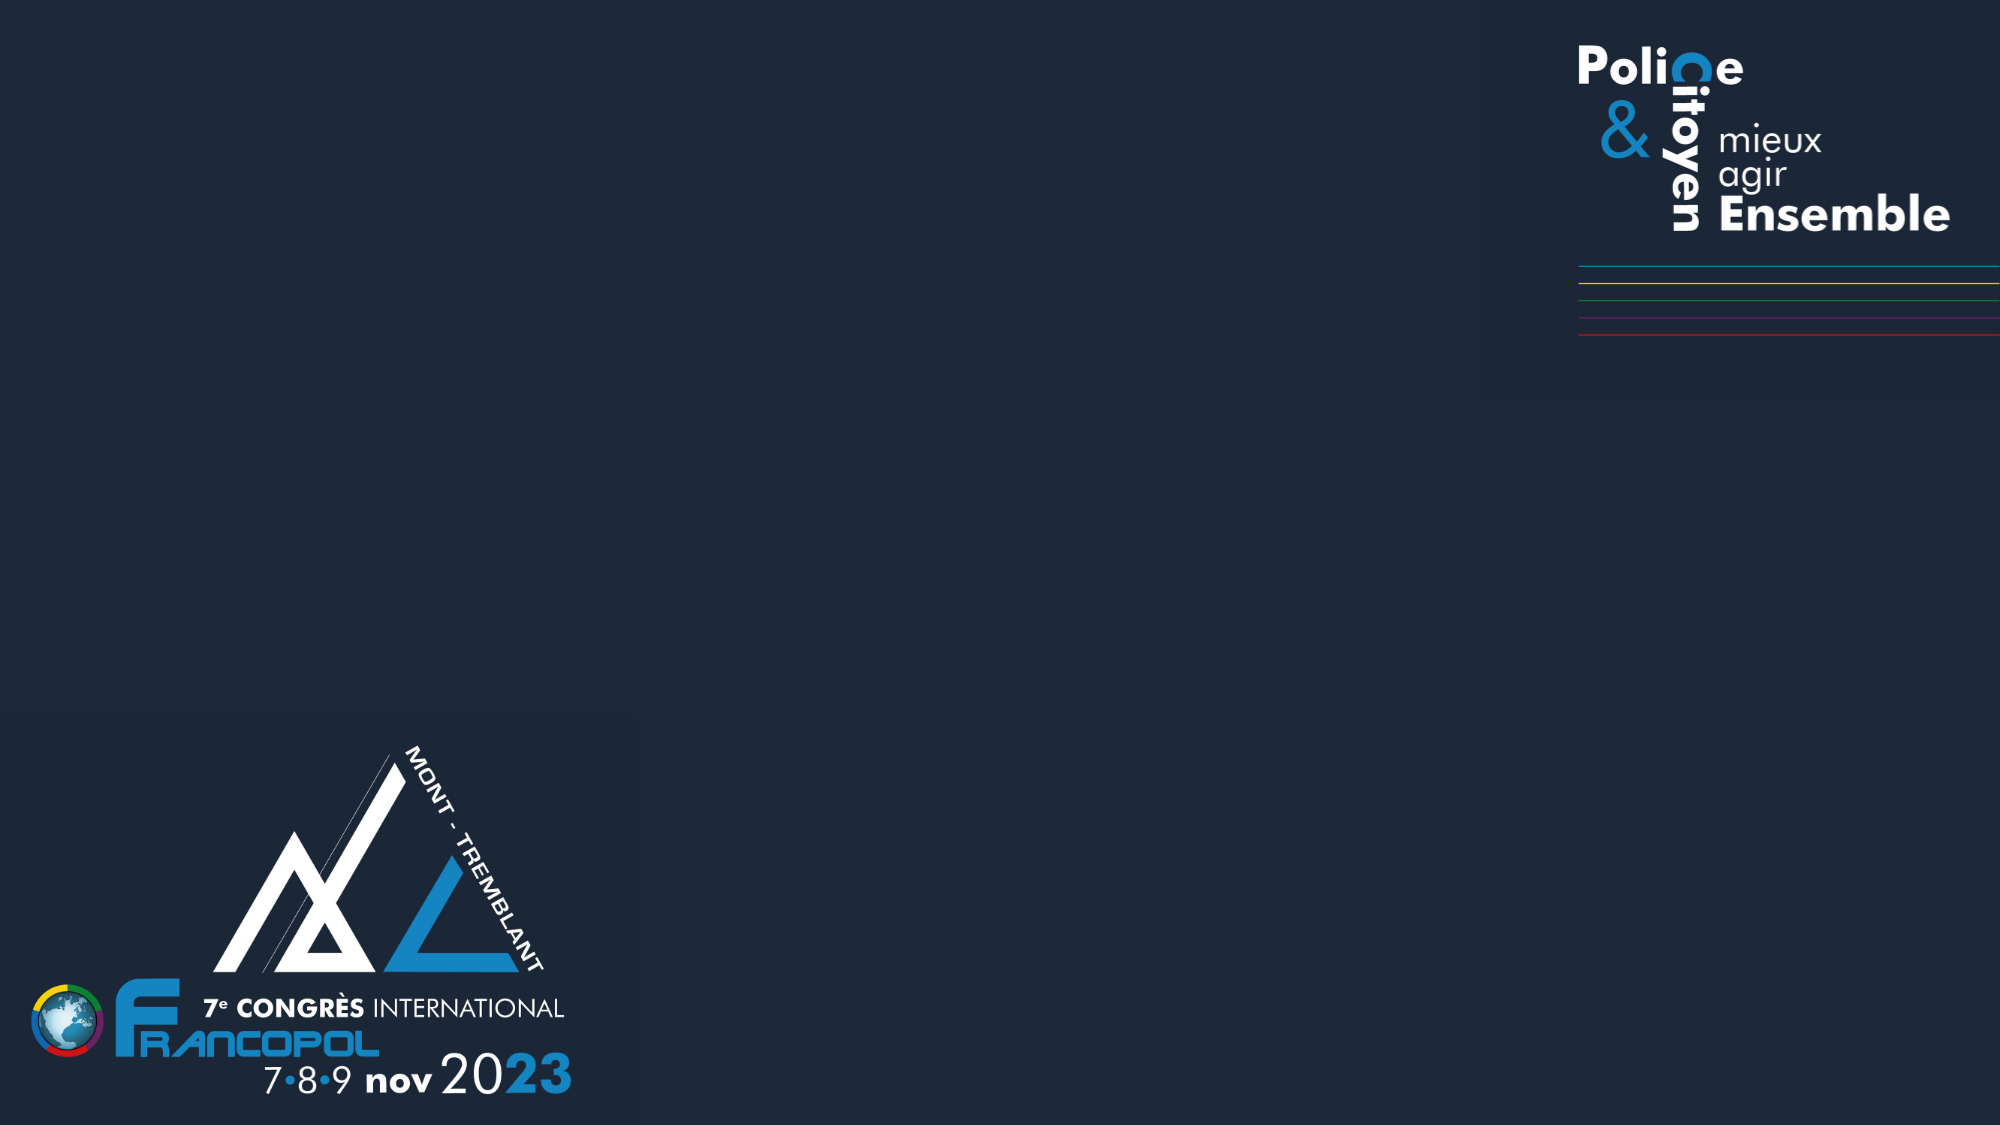 Police
& Citoyen
mieux
agir
Ensemble
MONT - TREMBLANT
7e CONGRÈS INTERNATIONAL
FRANCOPOL
7•8•9 nov 2023